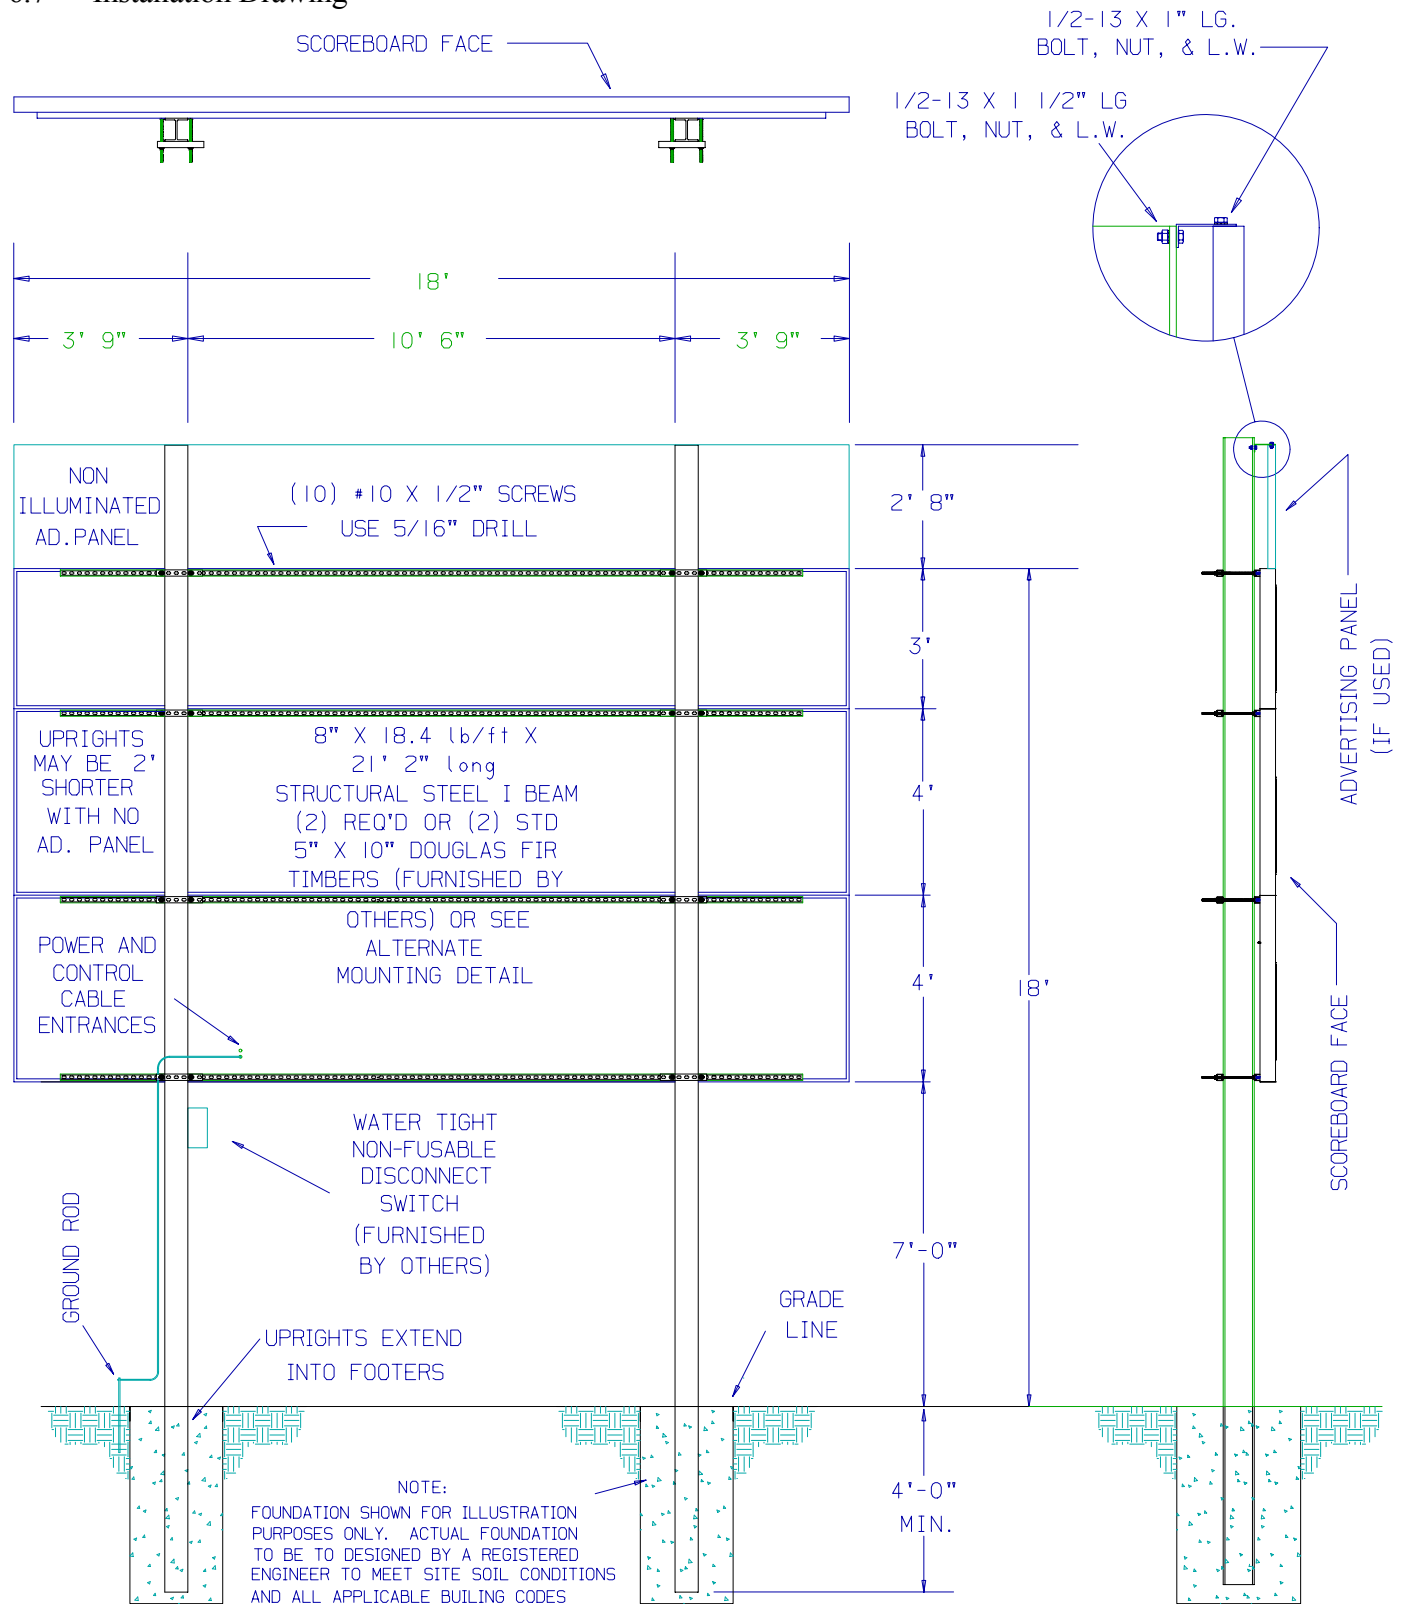 6.7 Installation Drawing
SCOREBOARD FACE
1/2-13 X 1" LG.
BOLT, NUT, & L.W.
1/2-13 X 1 1/2" LG
BOLT, NUT, & L.W.
18'
3' 9"
10' 6"
3' 9"
NON
ILLUMINATED
AD.PANEL
(10) #10 X 1/2" SCREWS
USE 5/16" DRILL
2' 8"
3'
UPRIGHTS
MAY BE 2'
SHORTER
WITH NO
AD. PANEL
8" X 18.4 lb/ft X
21' 2" long
STRUCTURAL STEEL I BEAM
(2) REQ'D OR (2) STD
5" X 10" DOUGLAS FIR
TIMBERS (FURNISHED BY
OTHERS) OR SEE
ALTERNATE
MOUNTING DETAIL
4'
ADVERTISING PANEL
(IF USED)
POWER AND
CONTROL
CABLE
ENTRANCES
4'
18'
SCOREBOARD FACE
WATER TIGHT
NON-FUSABLE
DISCONNECT
SWITCH
(FURNISHED
BY OTHERS)
GROUND ROD
7'-0"
GRADE
LINE
UPRIGHTS EXTEND
INTO FOOTERS
4'-0"
MIN.
NOTE:
FOUNDATION SHOWN FOR ILLUSTRATION
PURPOSES ONLY. ACTUAL FOUNDATION
TO BE TO DESIGNED BY A REGISTERED
ENGINEER TO MEET SITE SOIL CONDITIONS
AND ALL APPLICABLE BUILING CODES